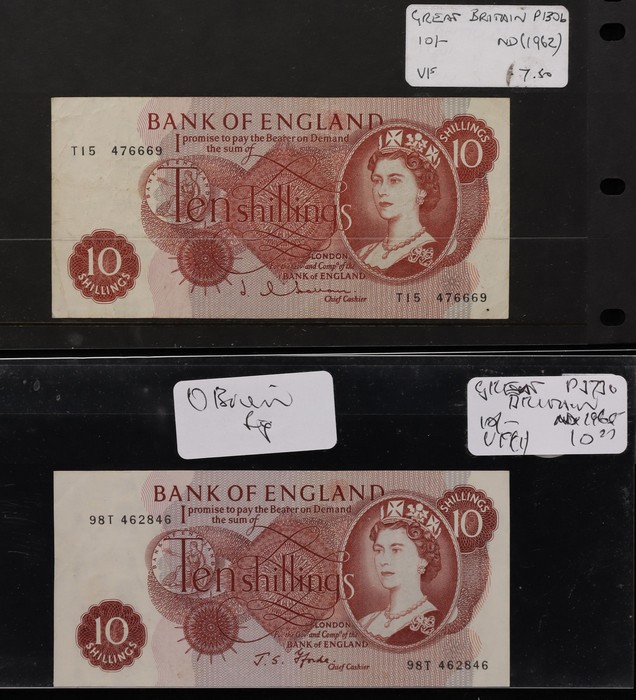 GREAT BRITAIN P130b
10/- ND(1962)
VF £7.50
BANK OF ENGLAND
I promise to pay the Bearer on Demand
the sum of
T15 476669
10
SHILLINGS
Ten shillings
LONDON
For the Gov.r and Comp.a of the
BANK OF ENGLAND
10
SHILLINGS
Chief Cashier
T15 476669
O'Brien
Sig
GREAT
BRITAIN
10/-
BANK OF ENGLAND
I promise to pay the Bearer on Demand
the sum of
98T 462846
10
SHILLINGS
Ten shillings
LONDON
For the Gov.r and Comp.a of the
BANK OF ENGLAND
10
SHILLINGS
J. S. Fforde
Chief Cashier
98T 462846